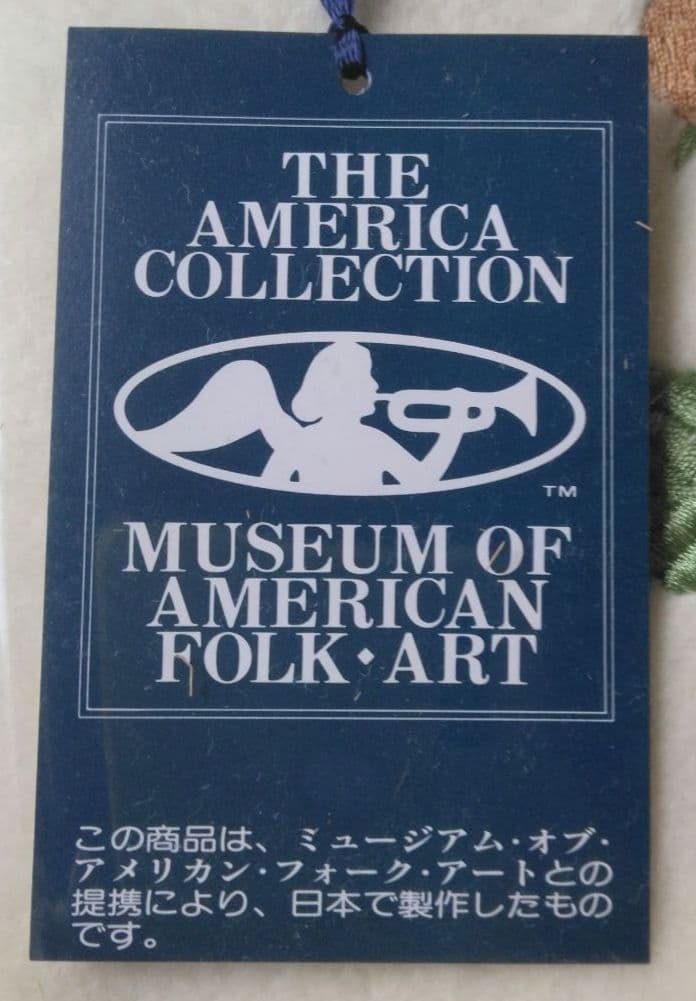 THE
AMERICA
COLLECTION
TM
MUSEUM OF
AMERICAN
FOLK・ART
この商品は、ミュージアム・オブ・
アメリカン・フォーク・アートとの
提携により、日本で製作したもの
です。